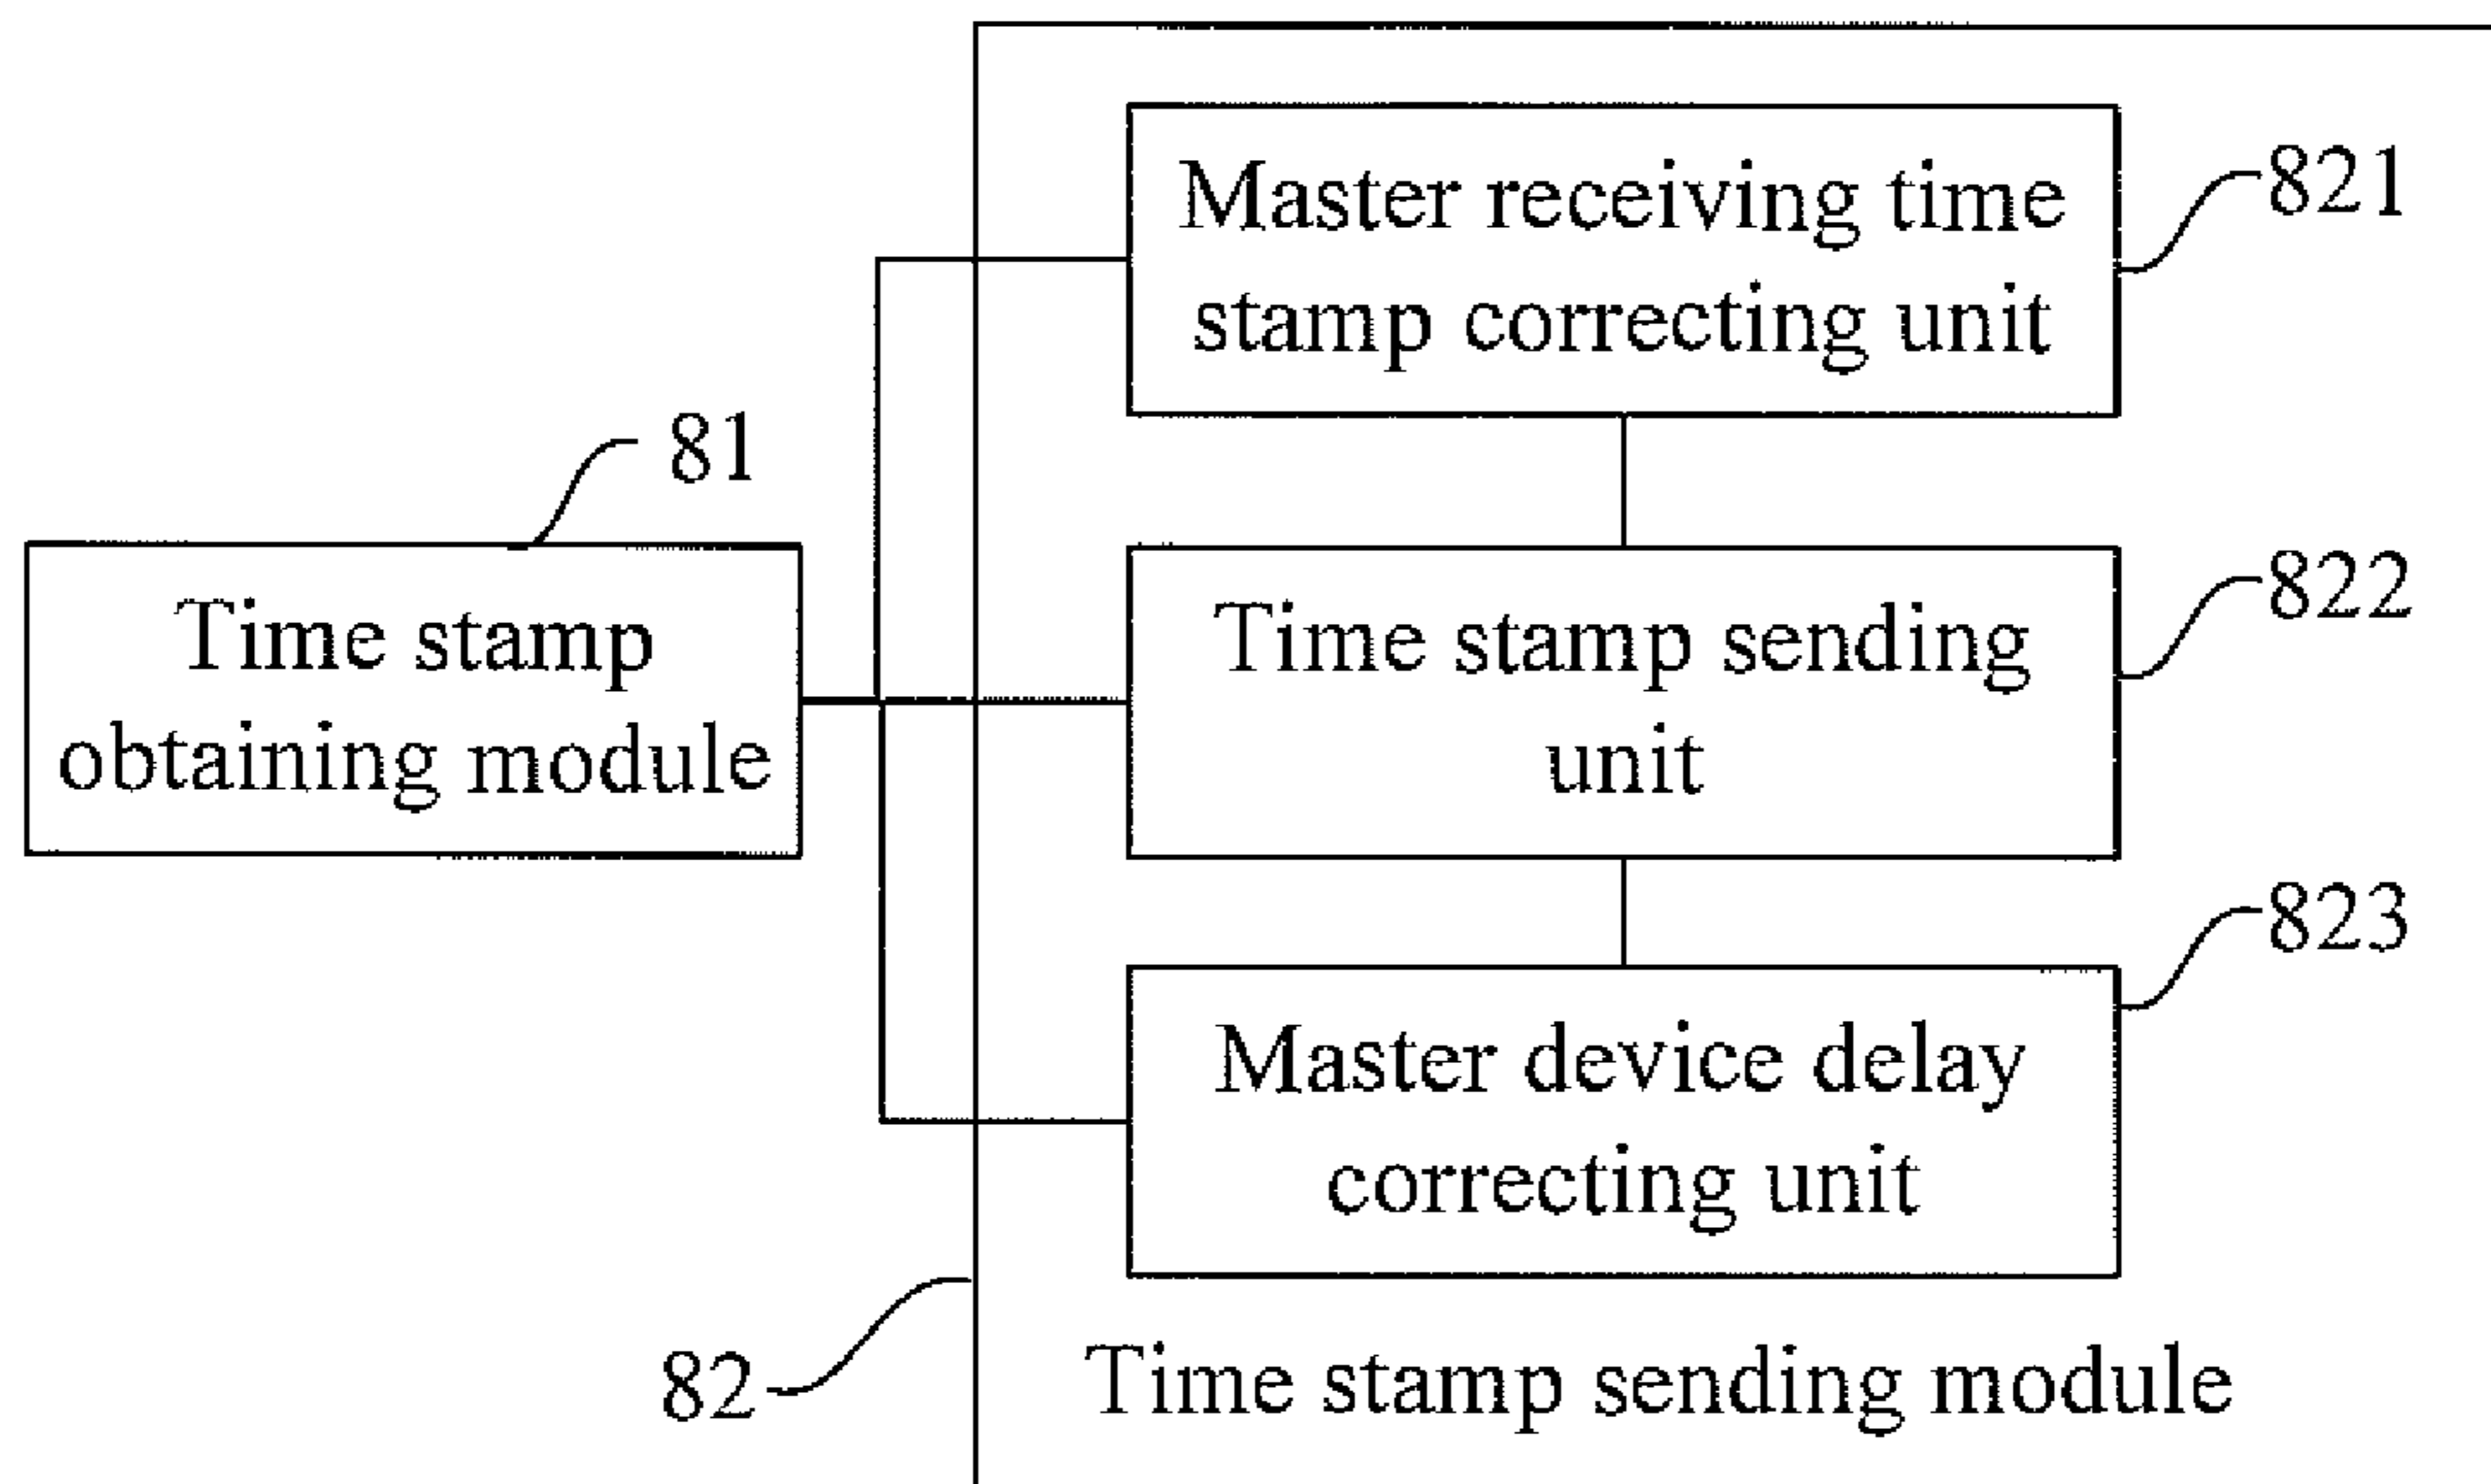 Master receiving time
stamp correcting unit
821
81
Time stamp
obtaining module
Time stamp sending
unit
822
823
Master device delay
correcting unit
82
Time stamp sending module